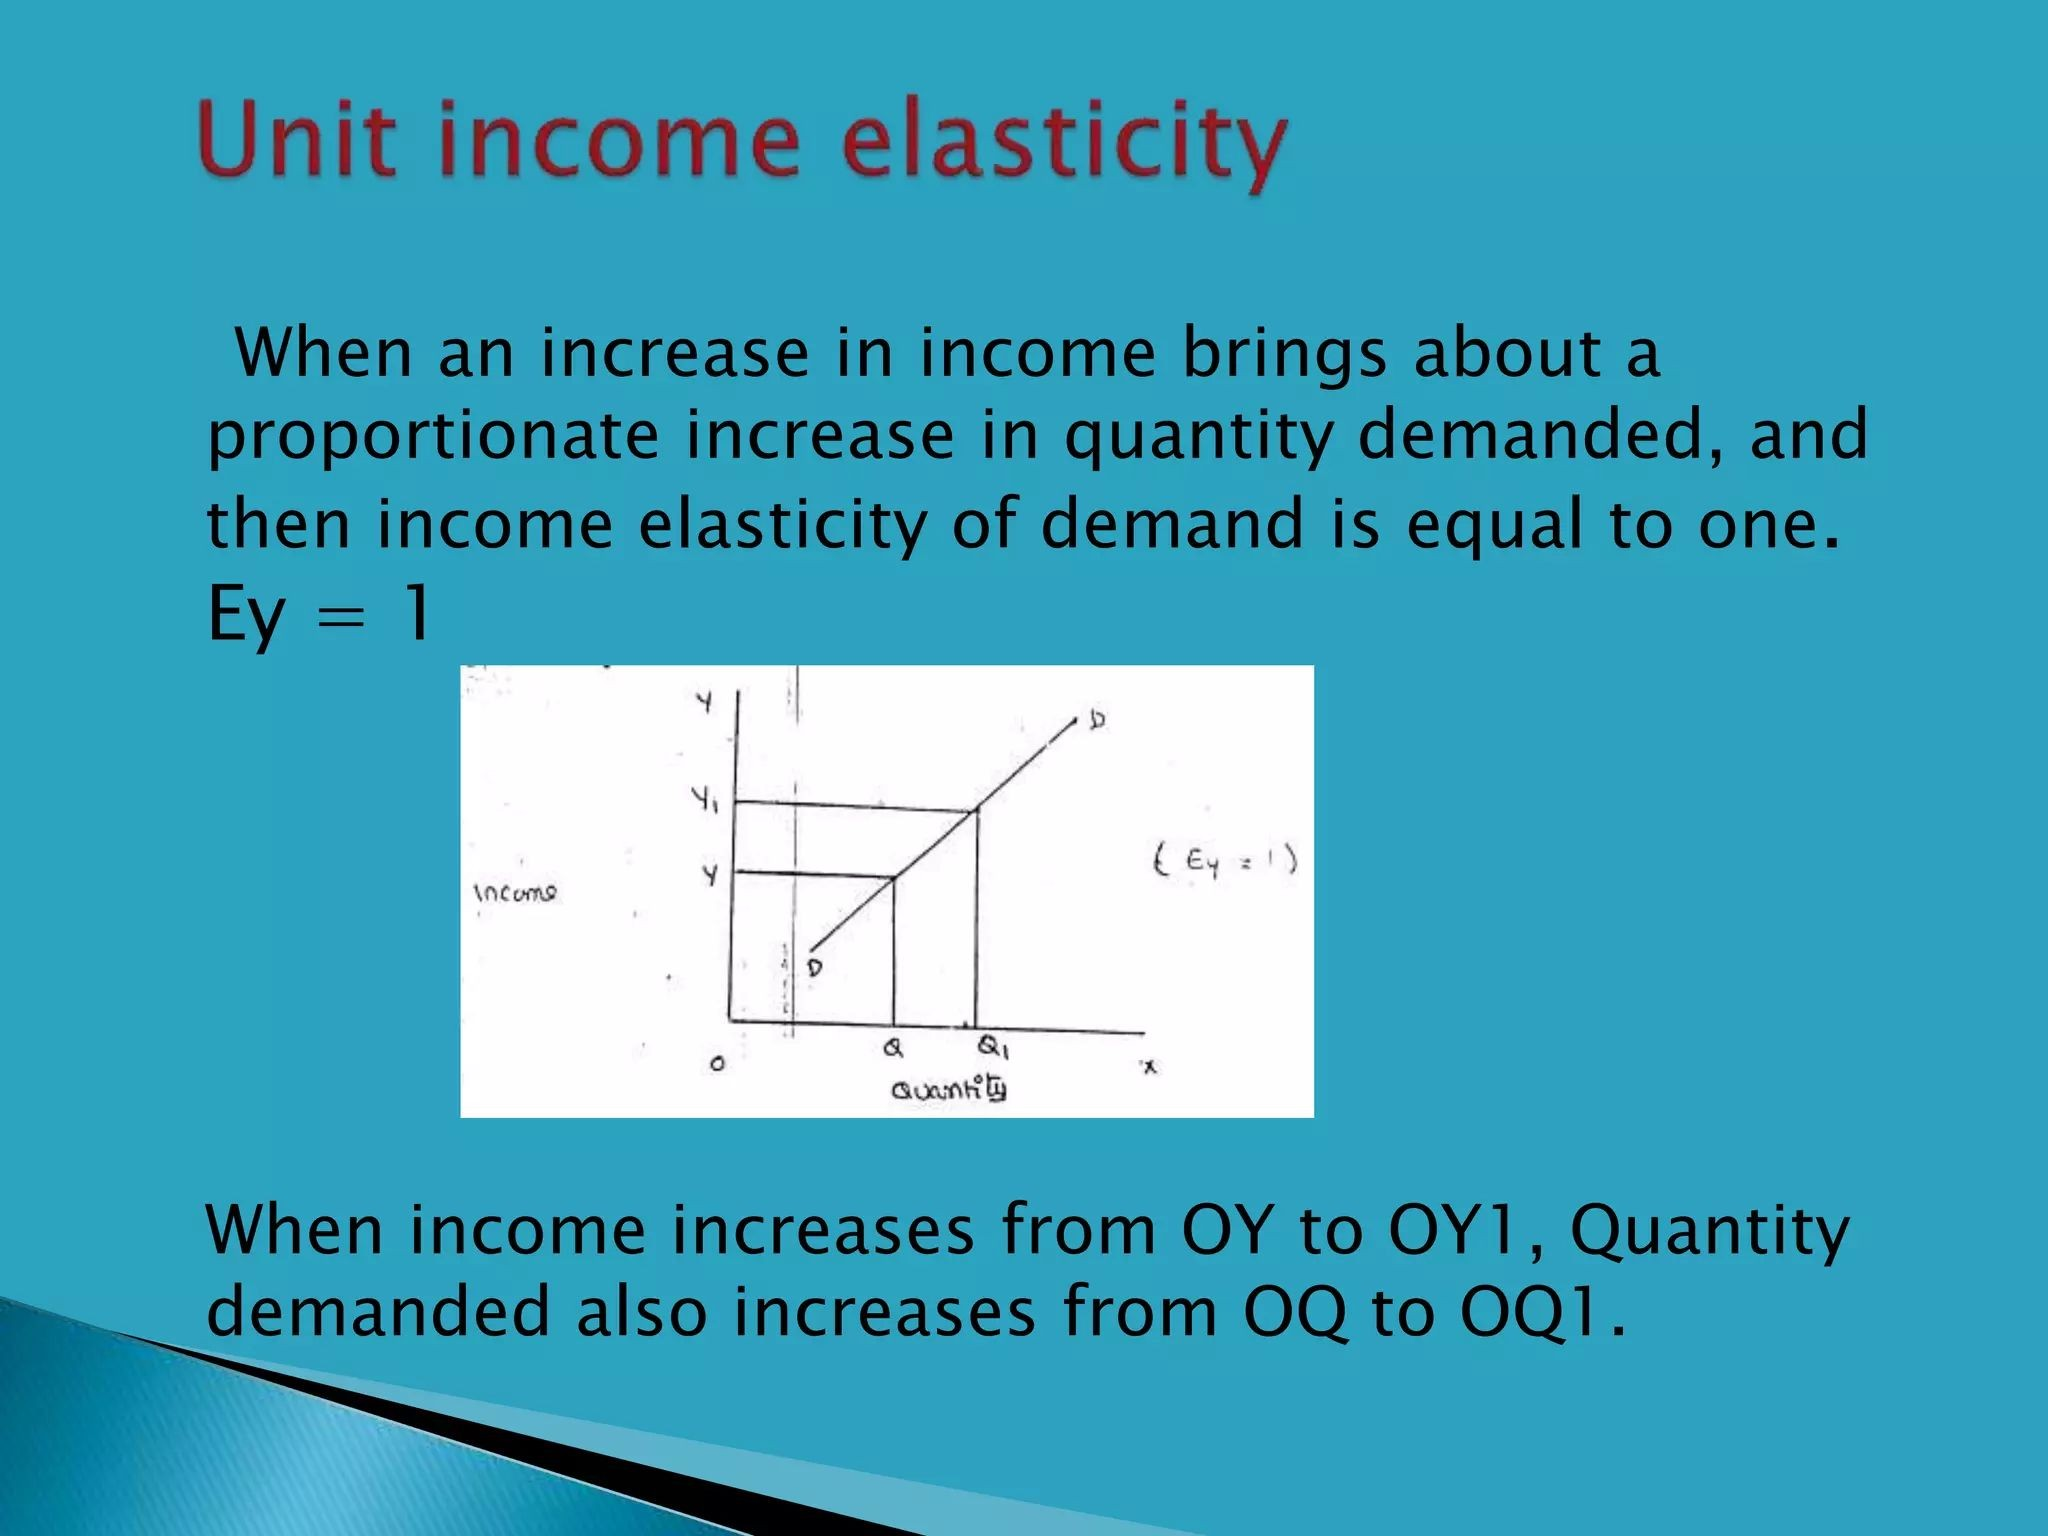 Unit income elasticity
When an increase in income brings about a
proportionate increase in quantity demanded, and
then income elasticity of demand is equal to one.
Ey = 1
Y
D
Y1
Y
( Ey = 1)
Income
D
O
Q
Q1
x
Quantity
When income increases from OY to OY1, Quantity
demanded also increases from OQ to OQ1.